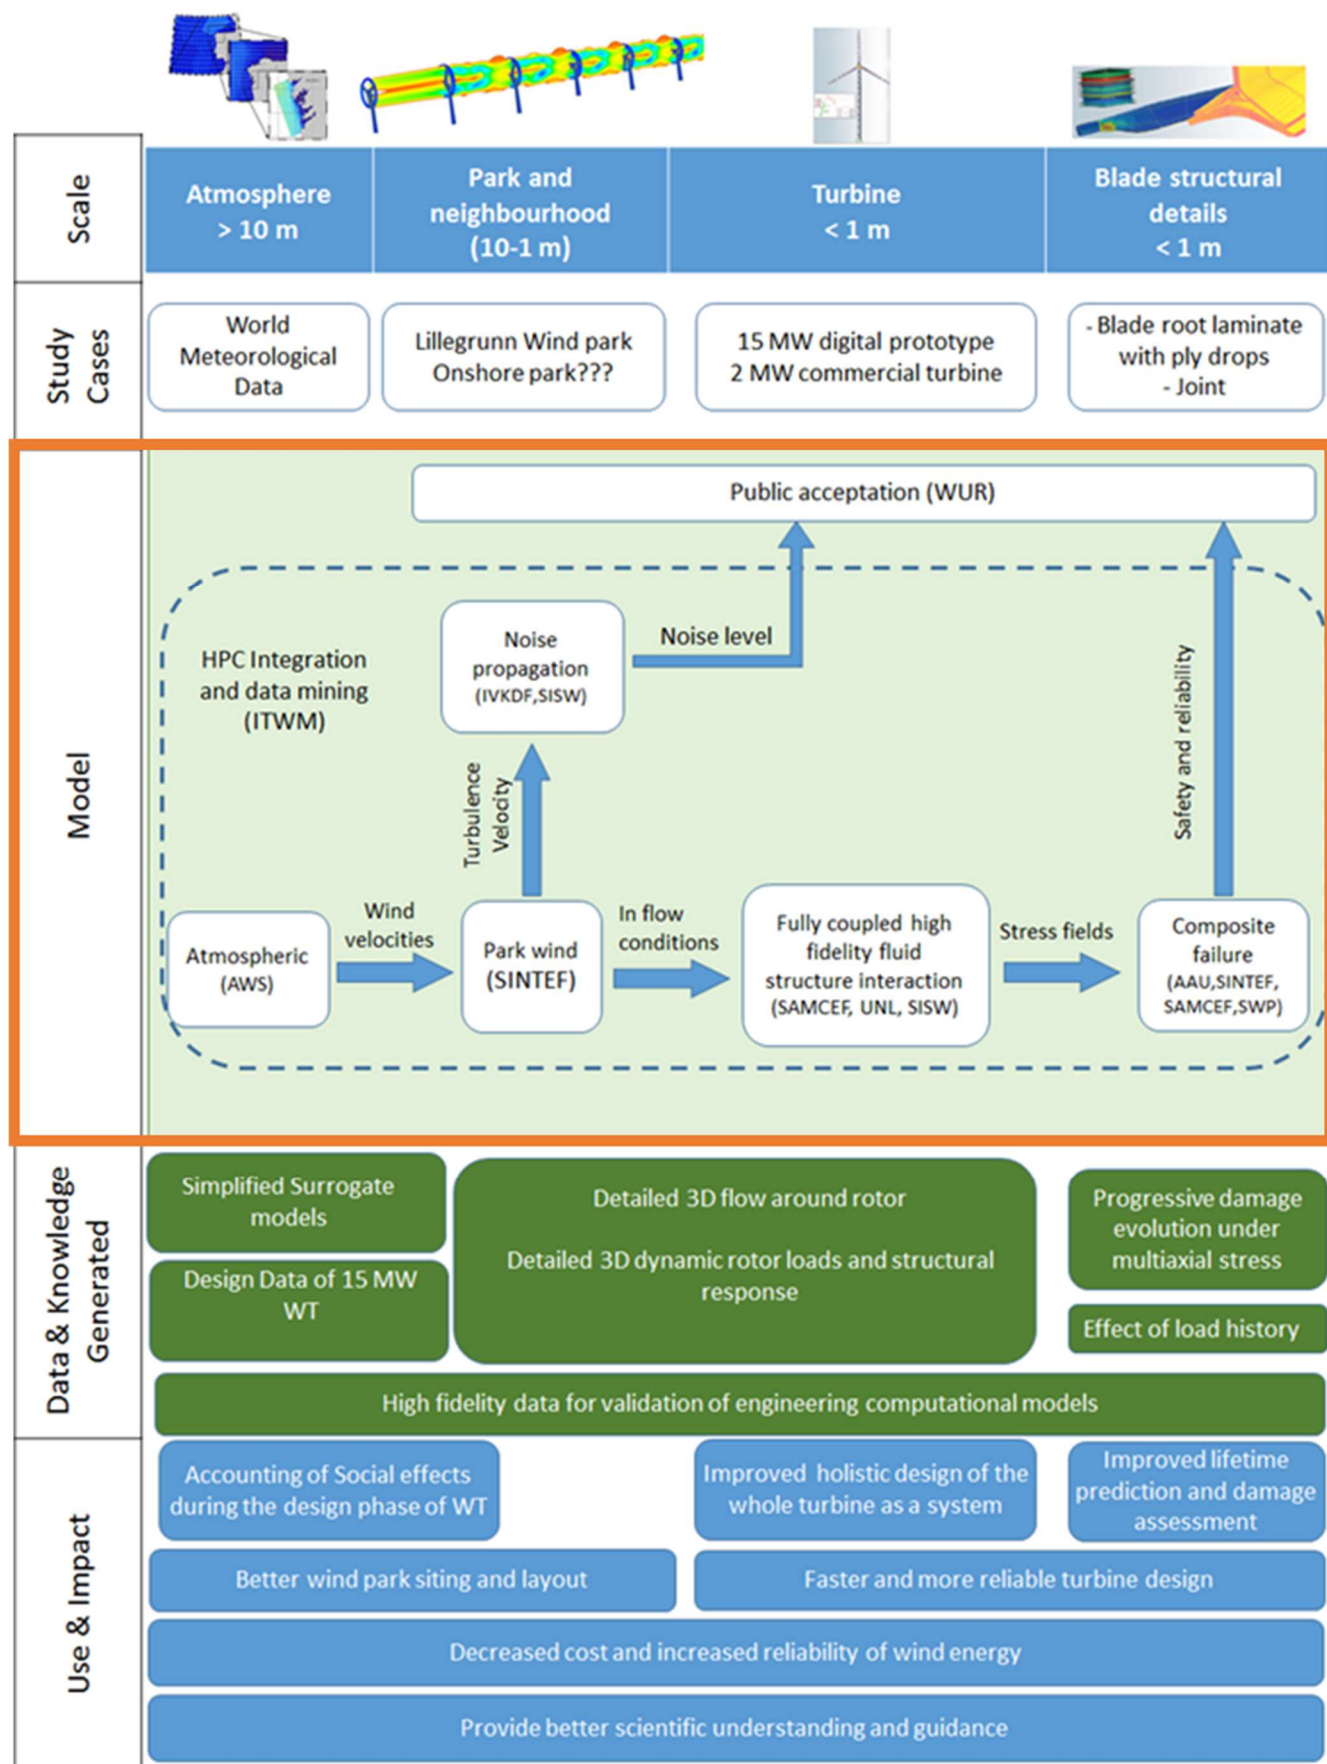 Scale
Atmosphere
> 10 m
Park and
neighbourhood
(10-1 m)
Turbine
< 1 m
Blade structural
details
< 1 m
Study
Cases
World
Meteorological
Data
Lillegrunn Wind park
Onshore park???
15 MW digital prototype
2 MW commercial turbine
- Blade root laminate
with ply drops
- Joint
Model
Public acceptation (WUR)
HPC Integration
and data mining
(ITWM)
Noise
propagation
(IVKDF,SISW)
Noise level
Safety and reliability
Turbulence
Velocity
Atmospheric
(AWS)
Wind
velocities
Park wind
(SINTEF)
In flow
conditions
Fully coupled high
fidelity fluid
structure interaction
(SAMCEF, UNL, SISW)
Stress fields
Composite
failure
(AAU,SINTEF,
SAMCEF,SWP)
Data & Knowledge
Generated
Simplified Surrogate
models
Design Data of 15 MW
WT
Detailed 3D flow around rotor
Detailed 3D dynamic rotor loads and structural
response
Progressive damage
evolution under
multiaxial stress
Effect of load history
High fidelity data for validation of engineering computational models
Use & Impact
Accounting of Social effects
during the design phase of WT
Improved holistic design of the
whole turbine as a system
Improved lifetime
prediction and damage
assessment
Better wind park siting and layout
Faster and more reliable turbine design
Decreased cost and increased reliability of wind energy
Provide better scientific understanding and guidance